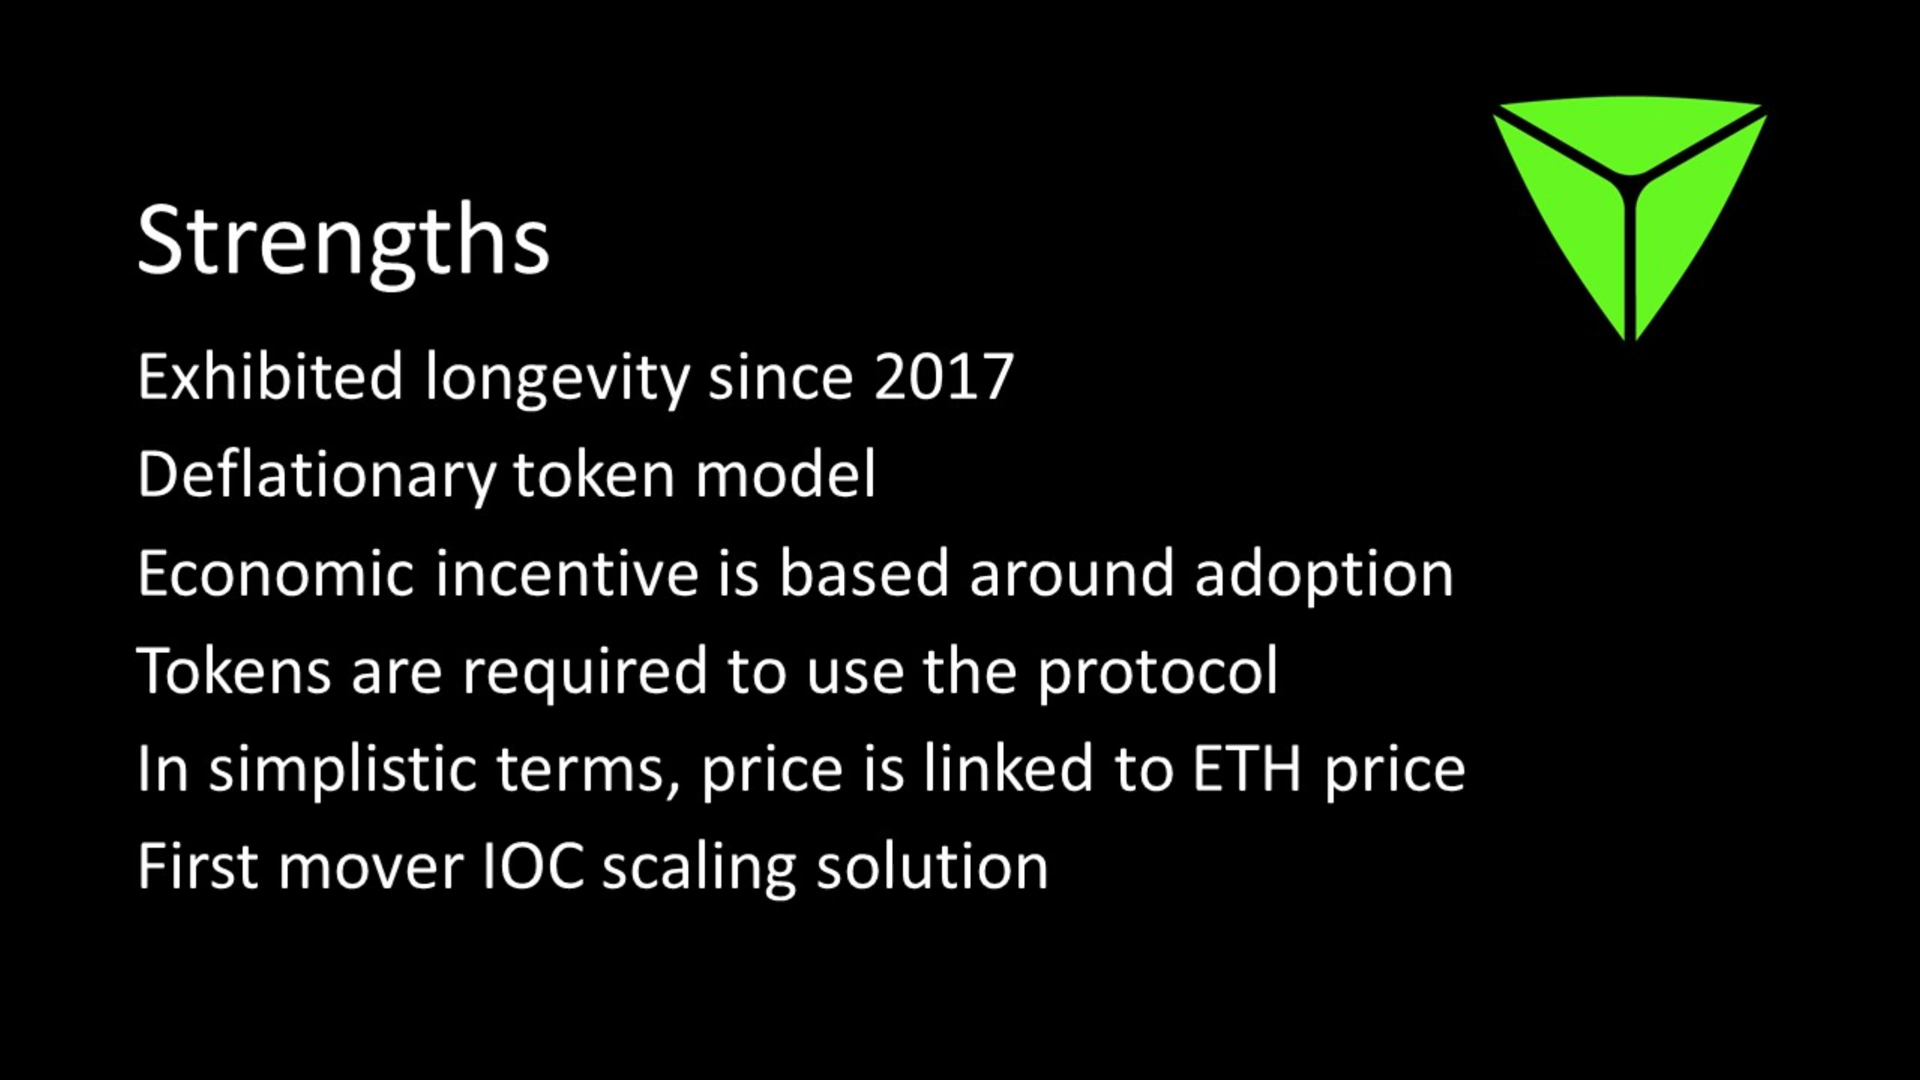 Strengths
Exhibited longevity since 2017
Deflationary token model
Economic incentive is based around adoption
Tokens are required to use the protocol
In simplistic terms, price is linked to ETH price
First mover IOC scaling solution